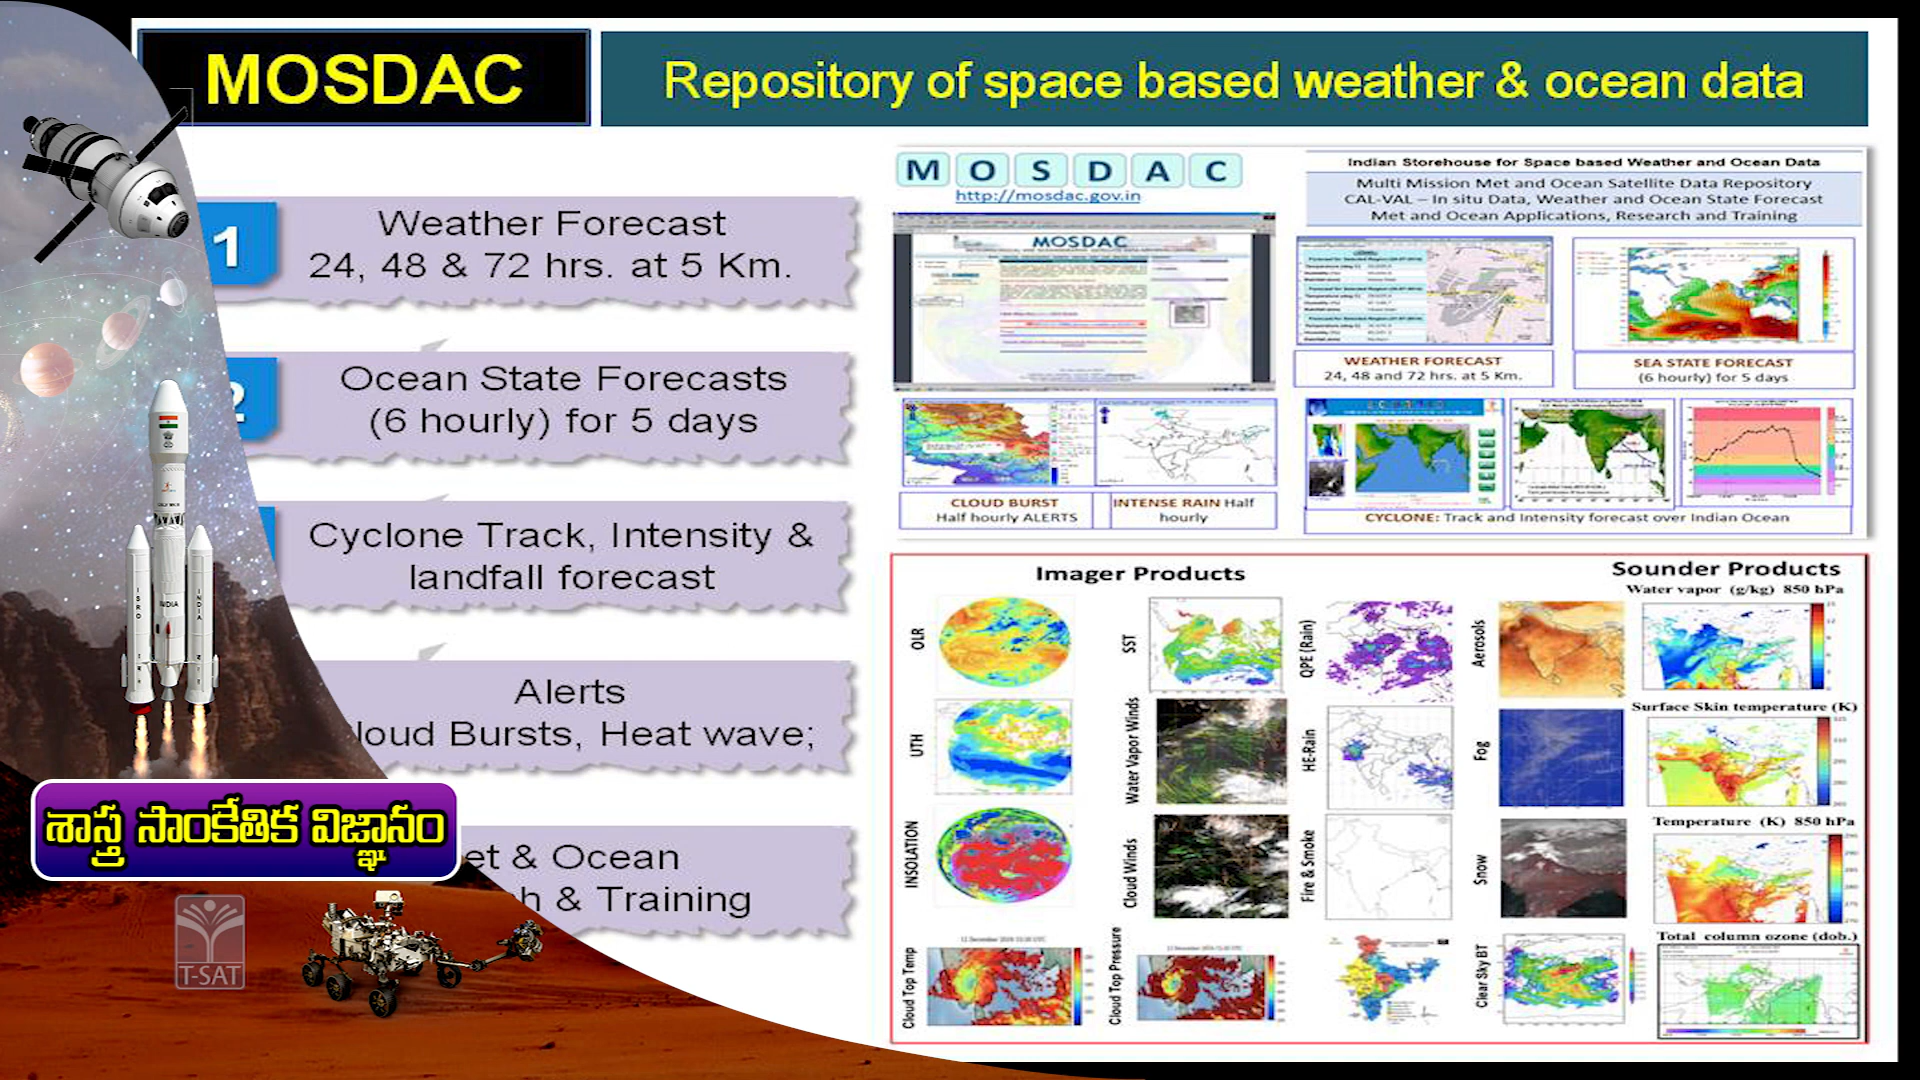 MOSDAC
Repository of space based weather & ocean data
1
Weather Forecast
24, 48 & 72 hrs. at 5 Km.
2
Ocean State Forecasts
(6 hourly) for 5 days
Cyclone Track, Intensity &
landfall forecast
Alerts
loud Bursts, Heat wave;
et & Ocean
h & Training
M O S D A C
http://mosdac.gov.in
Indian Storehouse for Space based Weather and Ocean Data
Multi Mission Met and Ocean Satellite Data Repository
CAL-VAL – In situ Data, Weather and Ocean State Forecast
Met and Ocean Applications, Research and Training
MOSDAC
WEATHER FORECAST
24, 48 and 72 hrs. at 5 Km.
SEA STATE FORECAST
(6 hourly) for 5 days
CLOUD BURST
Half hourly ALERTS
INTENSE RAIN Half
hourly
CYCLONE: Track and Intensity forecast over Indian Ocean
Imager Products
Sounder Products
Water vapor (g/kg) 850 hPa
OLR
SST
QPE (Rain)
Aerosols
Surface Skin temperature (K)
UTH
Water Vapor Winds
HE-Rain
Fog
Temperature (K) 850 hPa
INSOLATION
Cloud Winds
Fire & Smoke
Snow
Total column ozone (dob.)
Cloud Top Temp
Cloud Top Pressure
Clear Sky BT
ISRO
INDIA
INDIA
శాస్త్ర సాంకేతిక విజ్ఞానం
T-SAT